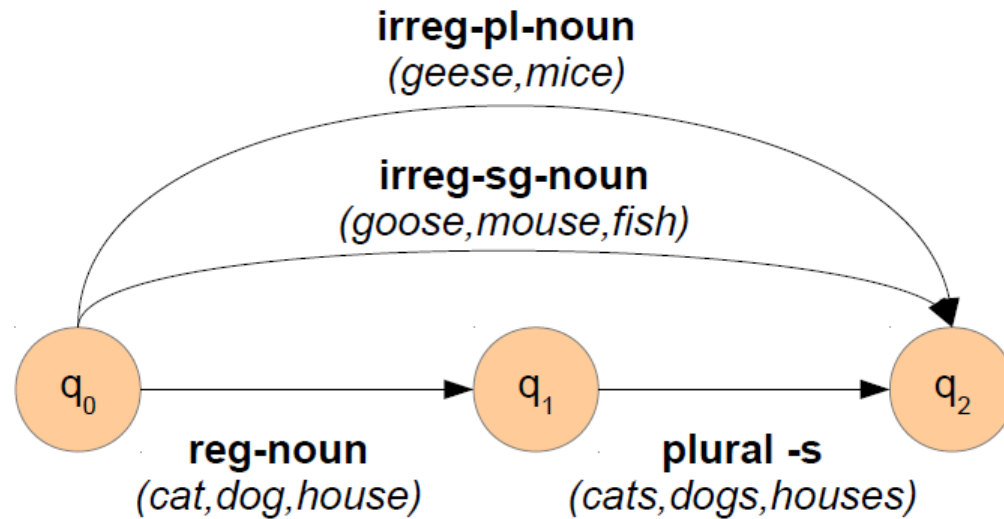 irreg-pl-noun
(geese,mice)
irreg-sg-noun
(goose,mouse,fish)
q0 q1 q2
reg-noun plural -s
(cat,dog,house) (cats,dogs,houses)